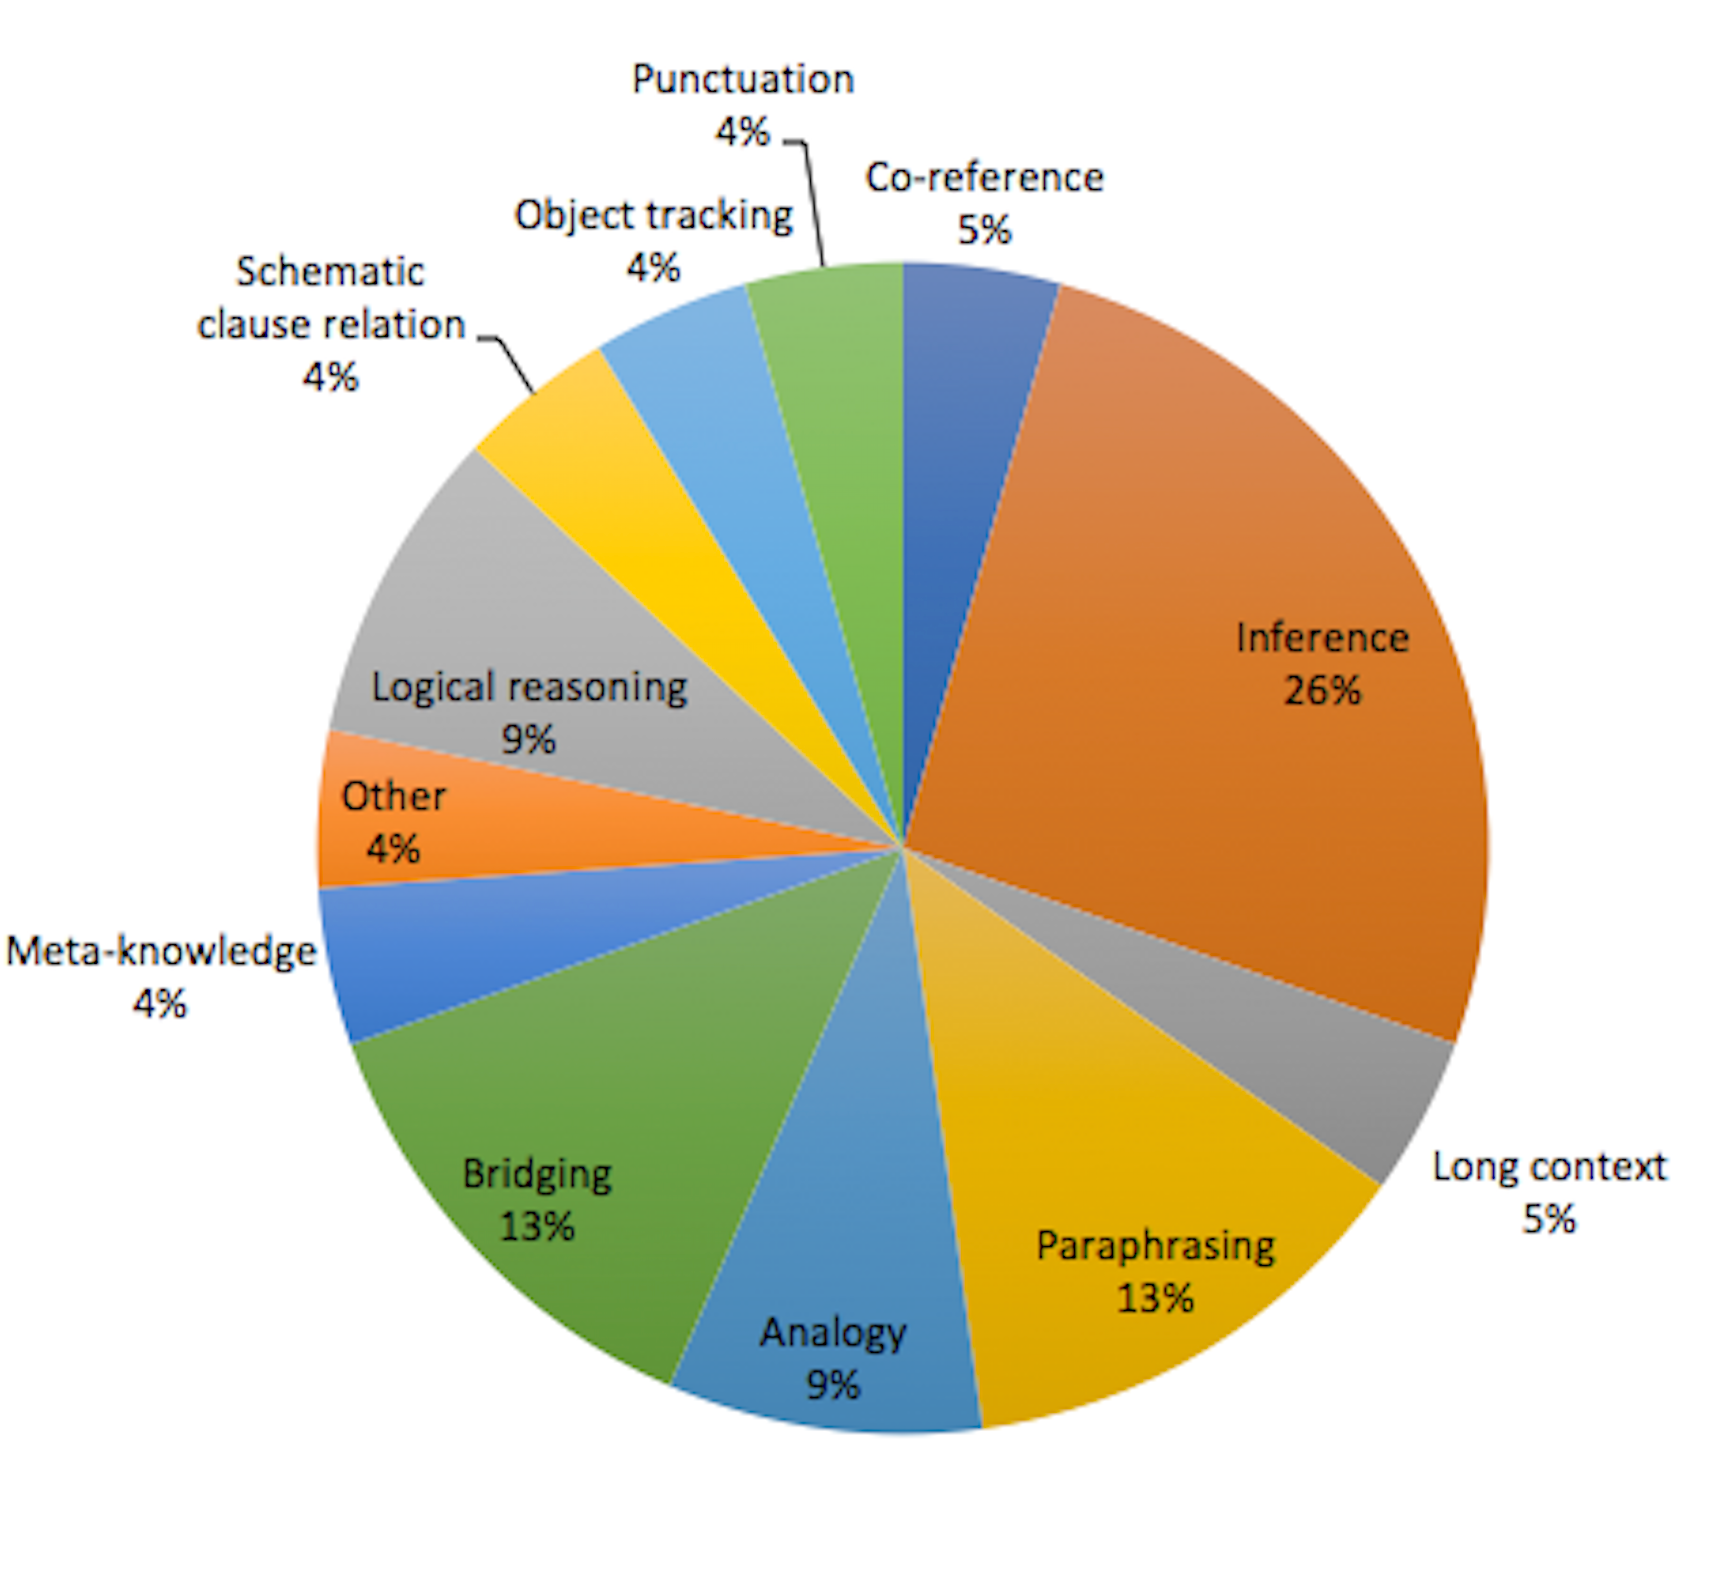 Punctuation
4%
Co-reference
5%
Object tracking
4%
Schematic
clause relation
4%
Inference
26%
Logical reasoning
9%
Other
4%
Meta-knowledge
4%
Long context
5%
Bridging
13%
Paraphrasing
13%
Analogy
9%